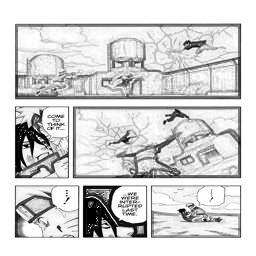 COME
TO
THINK
OF IT...
...!
...WE
WERE
INTER-
RUPTED
LAST
TIME.
...!